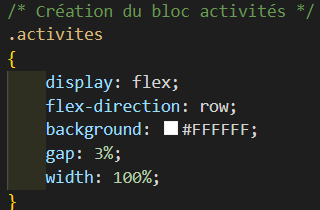 /* Création du bloc activités */
.activites
{
display: flex;
flex-direction: row;
background: #FFFFFF;
gap: 3%;
width: 100%;
}